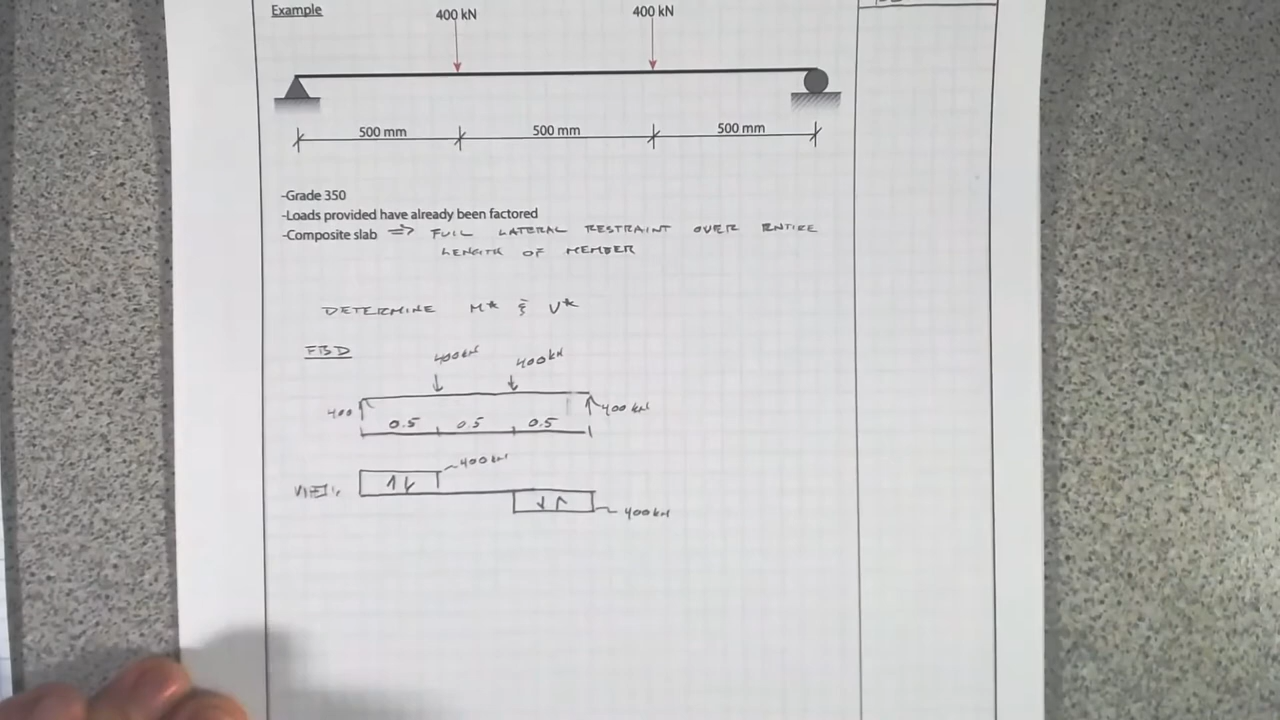 Example
400 kN 400 kN
500 mm 500 mm 500 mm
-Grade 350
-Loads provided have already been factored
-Composite slab ⇒ FULL LATERAL RESTRAINT OVER ENTIRE
LENGTH OF MEMBER
DETERMINE M* & V*
FBD
400kN 400kN
400 400 kN
0.5 0.5 0.5
400kN
400kN